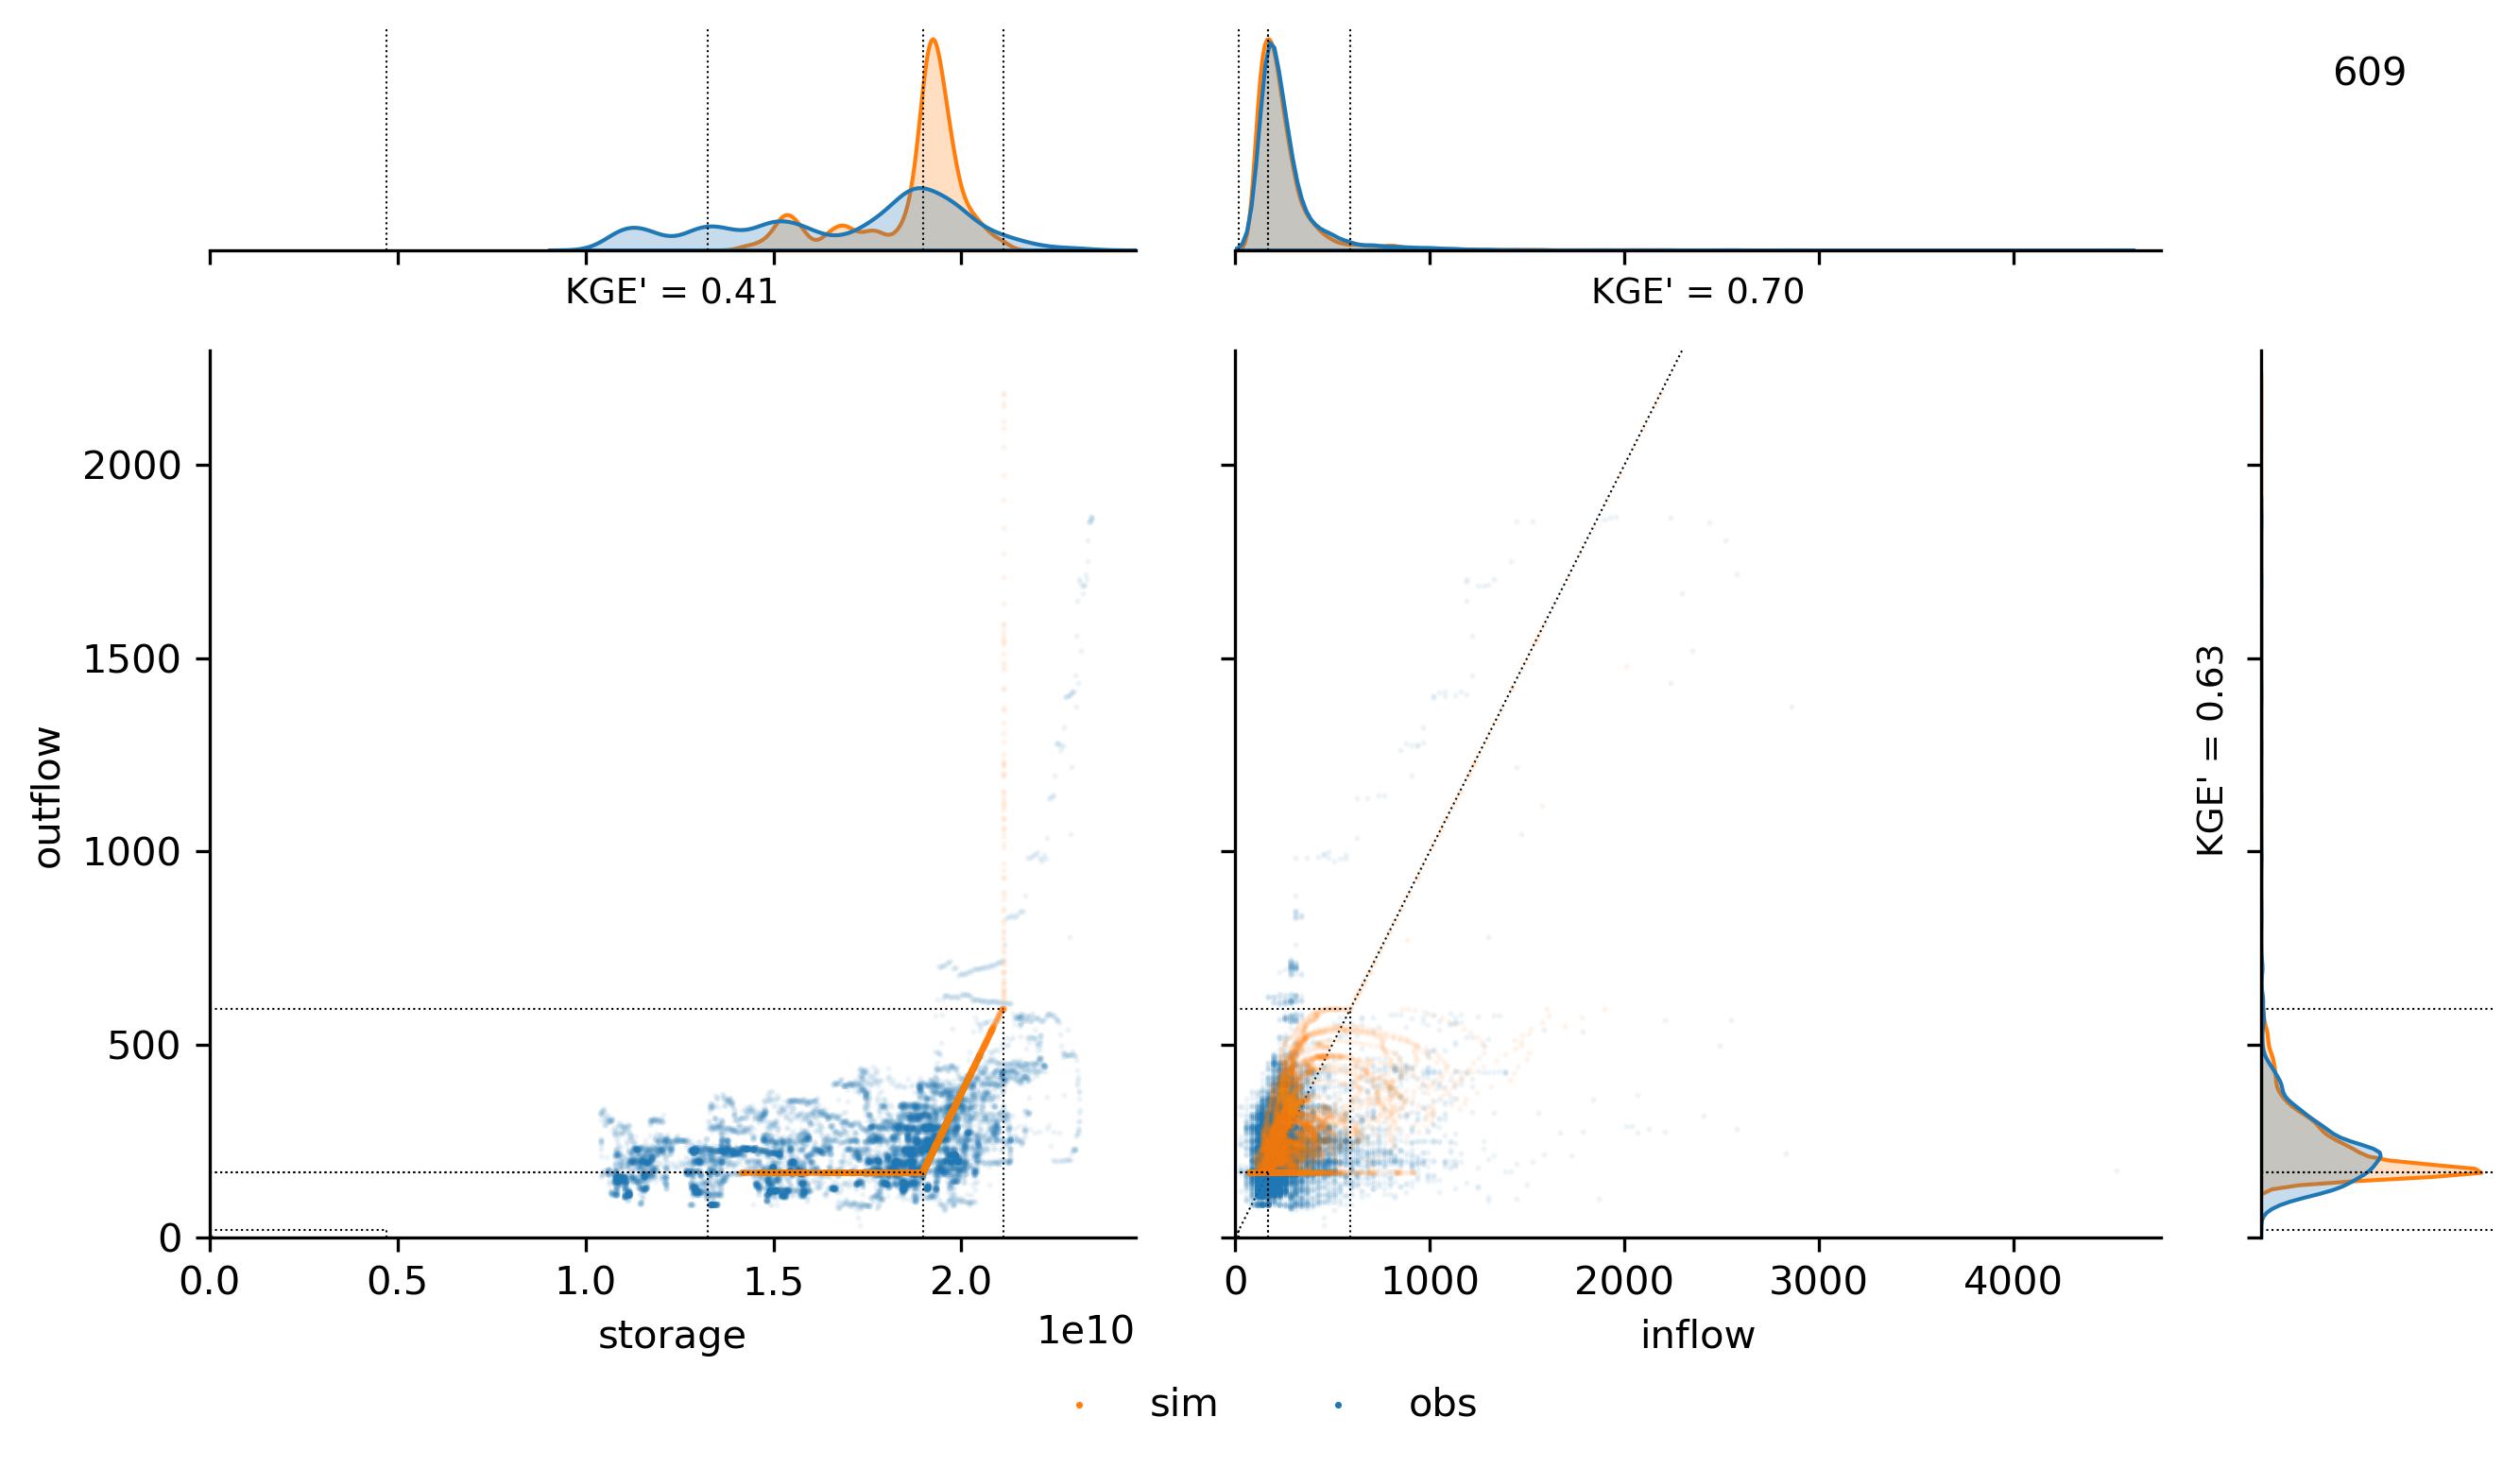 609
KGE' = 0.41
KGE' = 0.70
2000
1500
1000
500
0
outflow
KGE' = 0.63
0.0 0.5 1.0 1.5 2.0
1e10
storage
0 1000 2000 3000 4000
inflow
sim obs